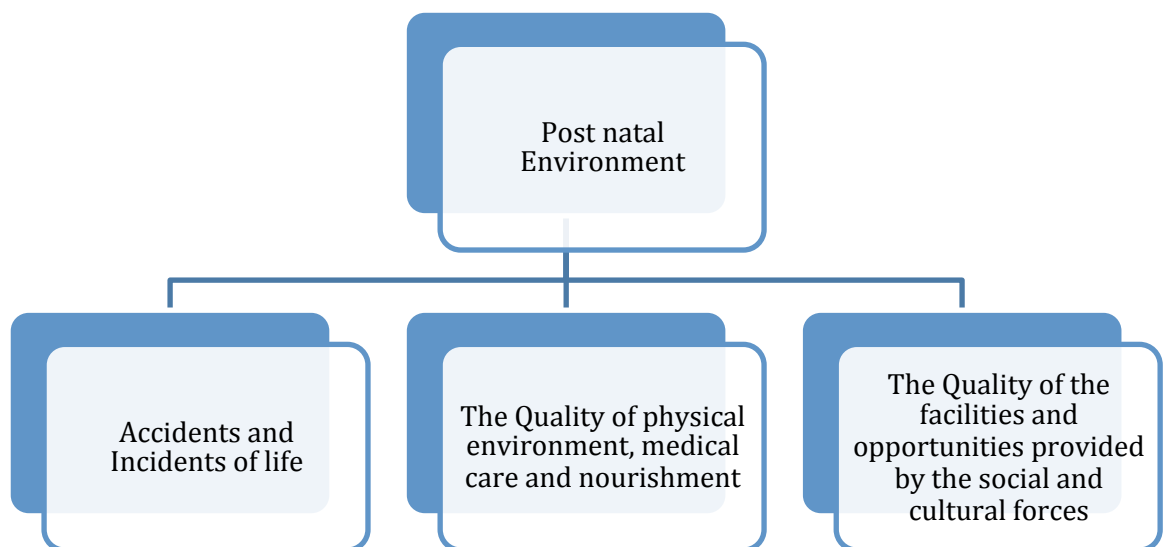 Post natal
Environment
Accidents and
Incidents of life
The Quality of physical
environment, medical
care and nourishment
The Quality of the
facilities and
opportunities provided
by the social and
cultural forces